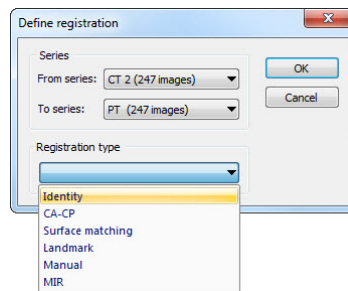 Define registration
Series
From series: CT 2 (247 images)
To series: PT (247 images)
OK
Cancel
Registration type
Identity
CA-CP
Surface matching
Landmark
Manual
MIR